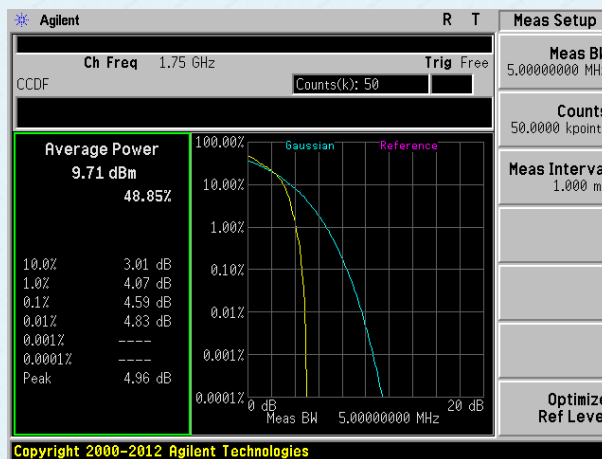 Agilent R T Meas Setup
Ch Freq 1.75 GHz Trig Free
CCDF Counts(k): 50
Meas B
5.00000000 MH
Counts
50.0000 kpoint
Meas Interva
1.000 m
Optimize
Ref Leve
Average Power
9.71 dBm
48.85%
10.0% 3.01 dB
1.0% 4.07 dB
0.1% 4.59 dB
0.01% 4.83 dB
0.001% ----
0.0001% ----
Peak 4.96 dB
Gaussian Reference
100.00%
10.00%
1.00%
0.10%
0.01%
0.001%
0.0001%
0 dB 20 dB
Meas BW 5.00000000 MHz
Copyright 2000-2012 Agilent Technologies